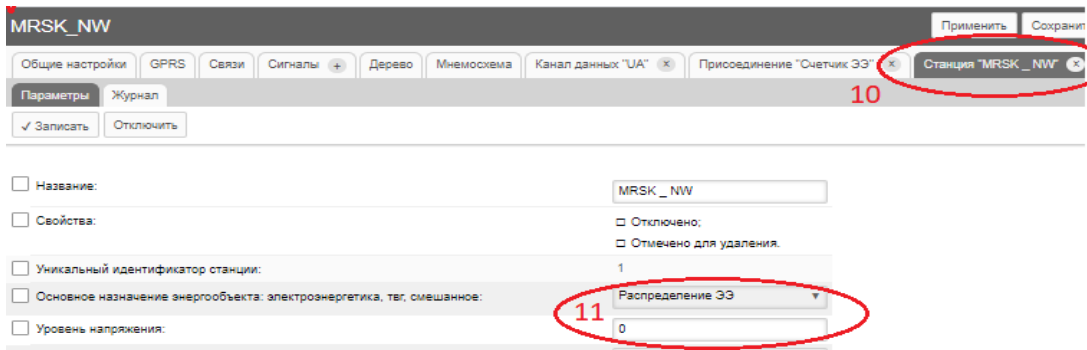 MRSK_NW
Применить Сохранит
Общие настройки GPRS Связи Сигналы + Дерево Мнемосхема Канал данных "UA" x Присоединение "Счетчик ЭЭ" x Станция "MRSK _ NW" x
10
Параметры Журнал
✓ Записать Отключить
Название: MRSK _ NW
Свойства: Отключено;
Отмечено для удаления.
Уникальный идентификатор станции: 1
Основное назначение энергообъекта: электроэнергетика, твг, смешанное: Распределение ЭЭ
11
Уровень напряжения: 0